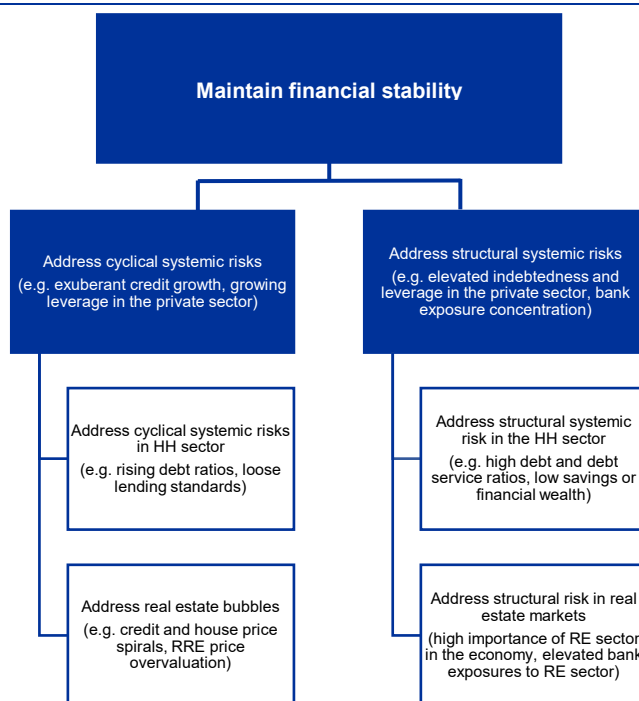 Maintain financial stability
Address cyclical systemic risks
(e.g. exuberant credit growth, growing
leverage in the private sector)
Address structural systemic risks
(e.g. elevated indebtedness and
leverage in the private sector, bank
exposure concentration)
Address cyclical systemic risks
in HH sector
(e.g. rising debt ratios, loose
lending standards)
Address structural systemic
risk in the HH sector
(e.g. high debt and debt
service ratios, low savings or
financial wealth)
Address real estate bubbles
(e.g. credit and house price
spirals, RRE price
overvaluation)
Address structural risk in real
estate markets
(high importance of RE sector
in the economy, elevated bank
exposures to RE sector)